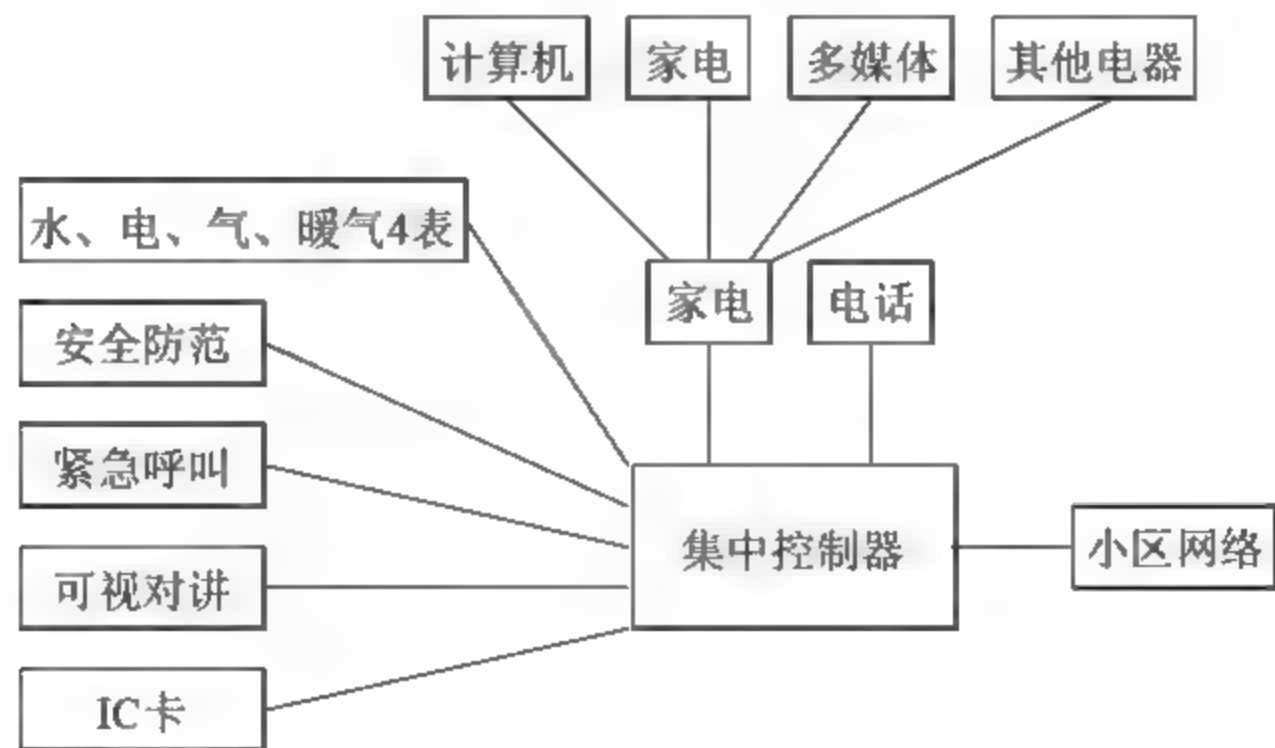 计算机
家电
多媒体
其他电器
水、电、气、暖气4表
家电
电话
安全防范
紧急呼叫
集中控制器
小区网络
可视对讲
IC卡